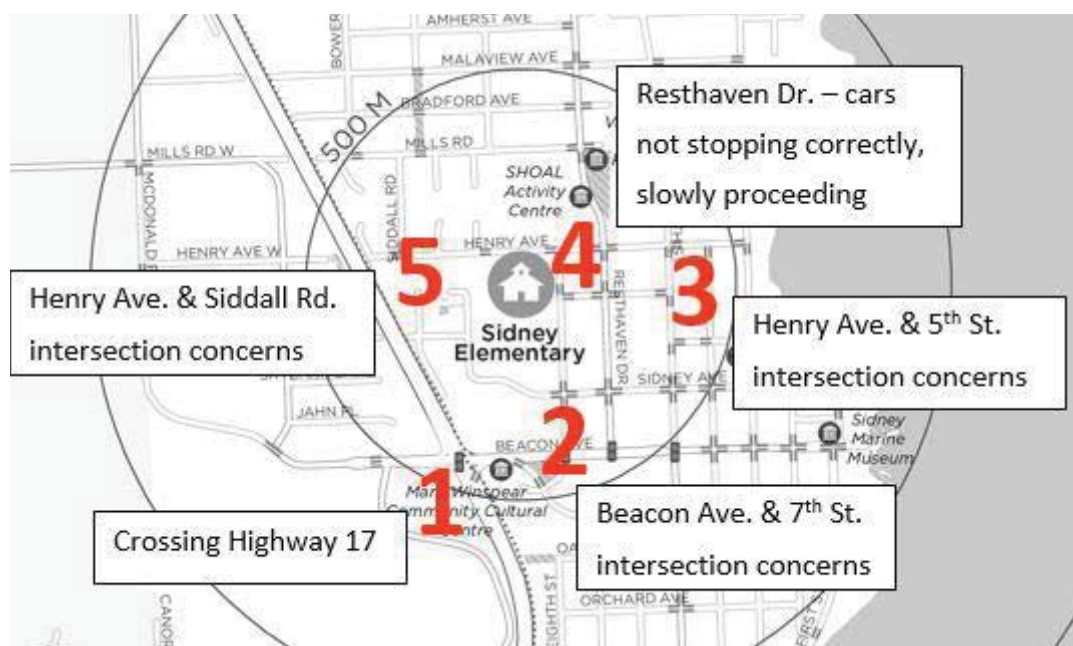 AMHERST AVE
MALAVIEW AVE
BRADFORD AVE
500 M
MILLS RD W
MILLS RD
MCDONALD
SIDDALL RD
SHOAL
Activity
Centre
Resthaven Dr. – cars
not stopping correctly,
slowly proceeding
HENRY AVE W
HENRY AVE
5
4
3
Henry Ave. & Siddall Rd.
intersection concerns
Sidney
Elementary
RESTHAVEN DR
Henry Ave. & 5th St.
intersection concerns
SIDNEY AVE
JAHN PL
BEACON AVE
2
Sidney
Marine
Museum
1
Winspear
Community Cultural
Crossing Highway 17
Beacon Ave. & 7th St.
intersection concerns
EIGHTH ST
ORCHARD AVE